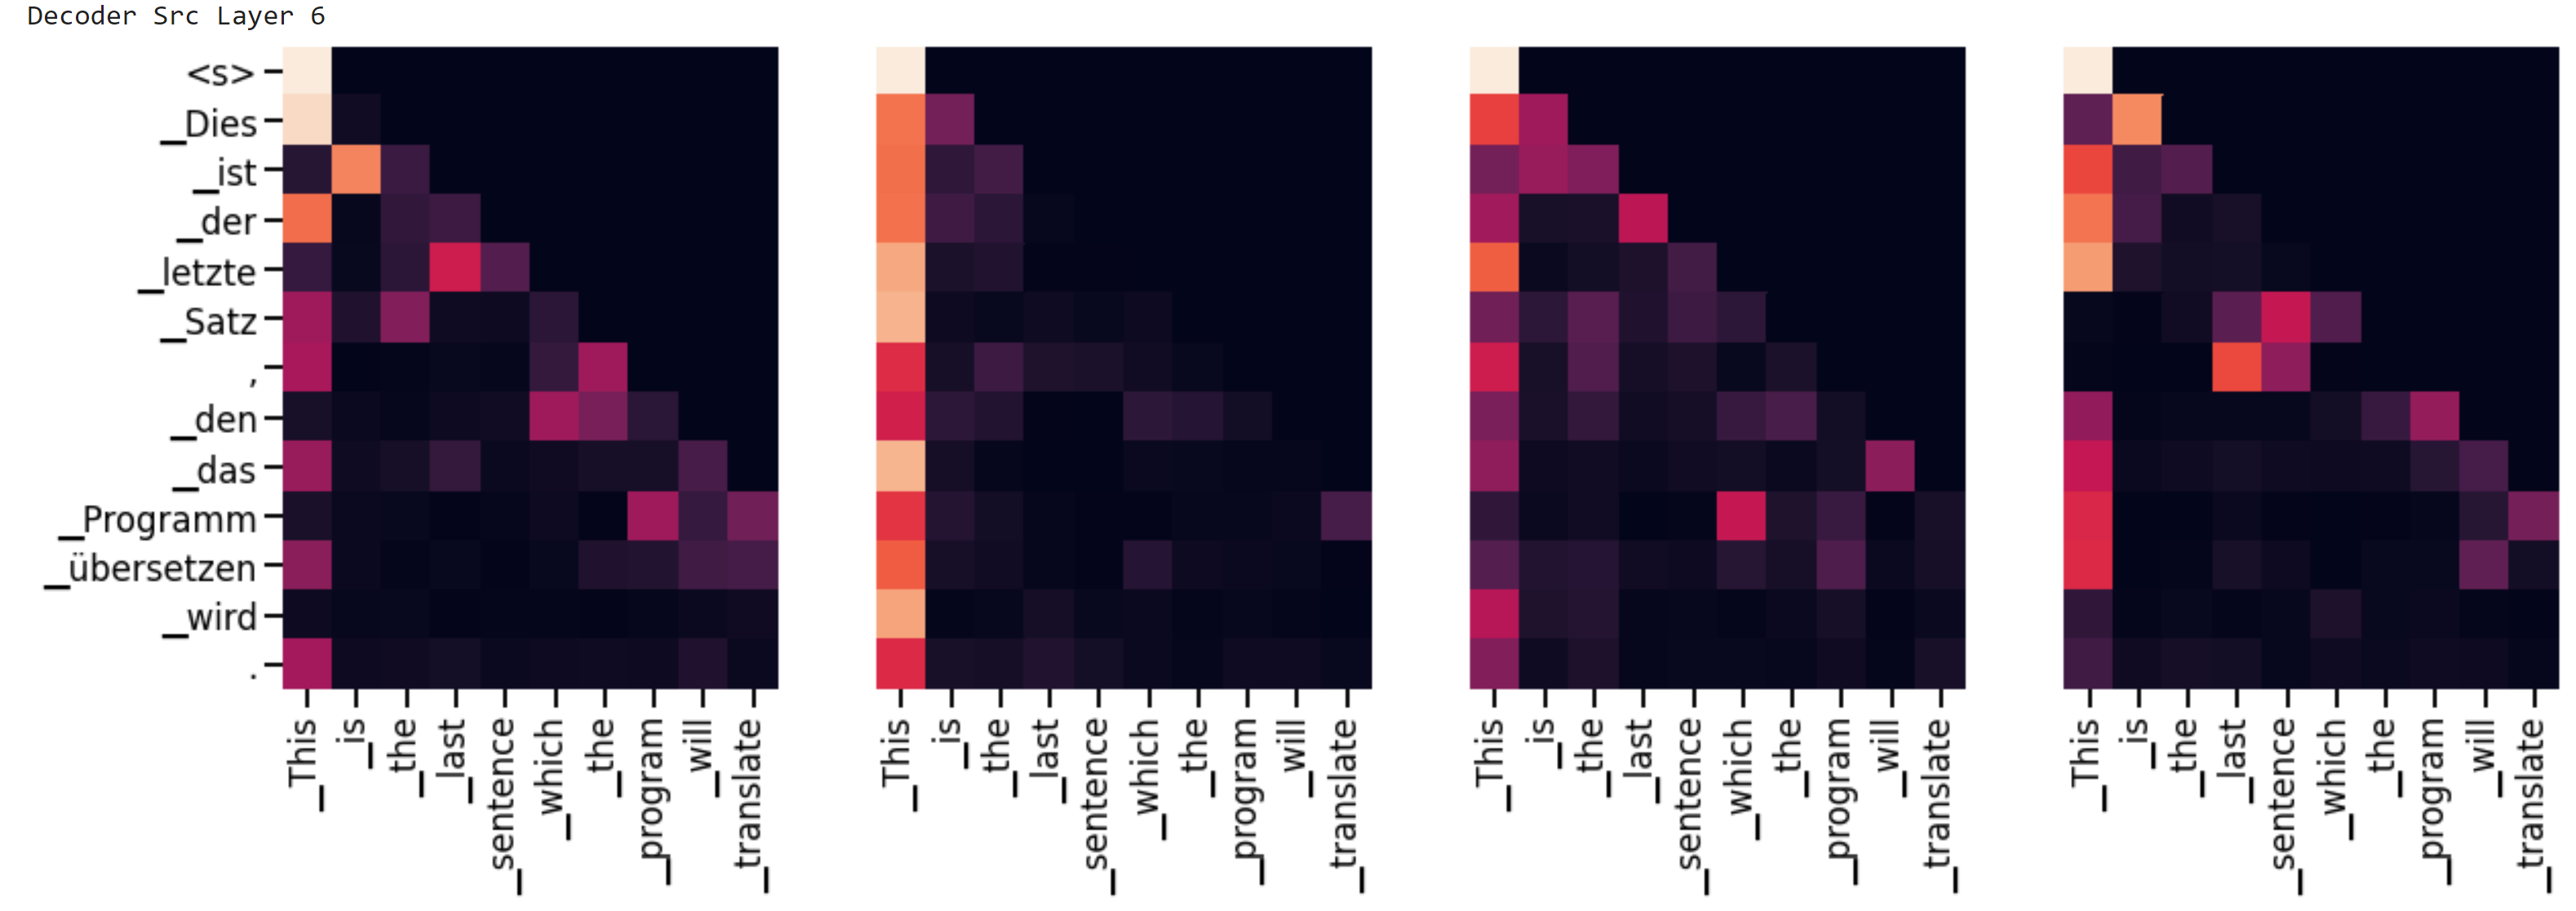 Decoder Src Layer 6
<s>
_Dies
_ist
_der
_letzte
_Satz
,
_den
_das
_Programm
_übersetzen
_wird
.
_This
_is
_the
_last
_sentence
_which
_the
_program
_will
_translate
_This
_is
_the
_last
_sentence
_which
_the
_program
_will
_translate
_This
_is
_the
_last
_sentence
_which
_the
_program
_will
_translate
_This
_is
_the
_last
_sentence
_which
_the
_program
_will
_translate